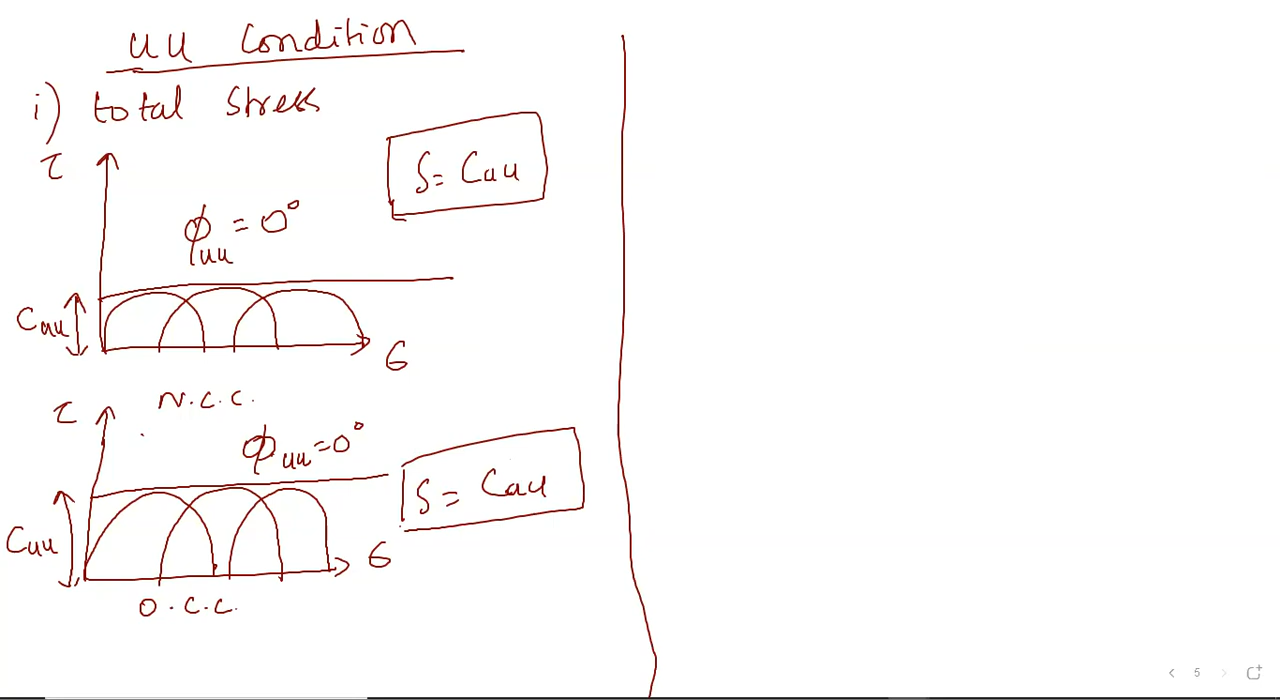 uu Condition
i) total stress
τ
S = Cuu
ϕuu = 0°
Cuu
σ
N.C.C.
τ
ϕuu = 0°
S = Cuu
Cuu
σ
O.C.C.
5